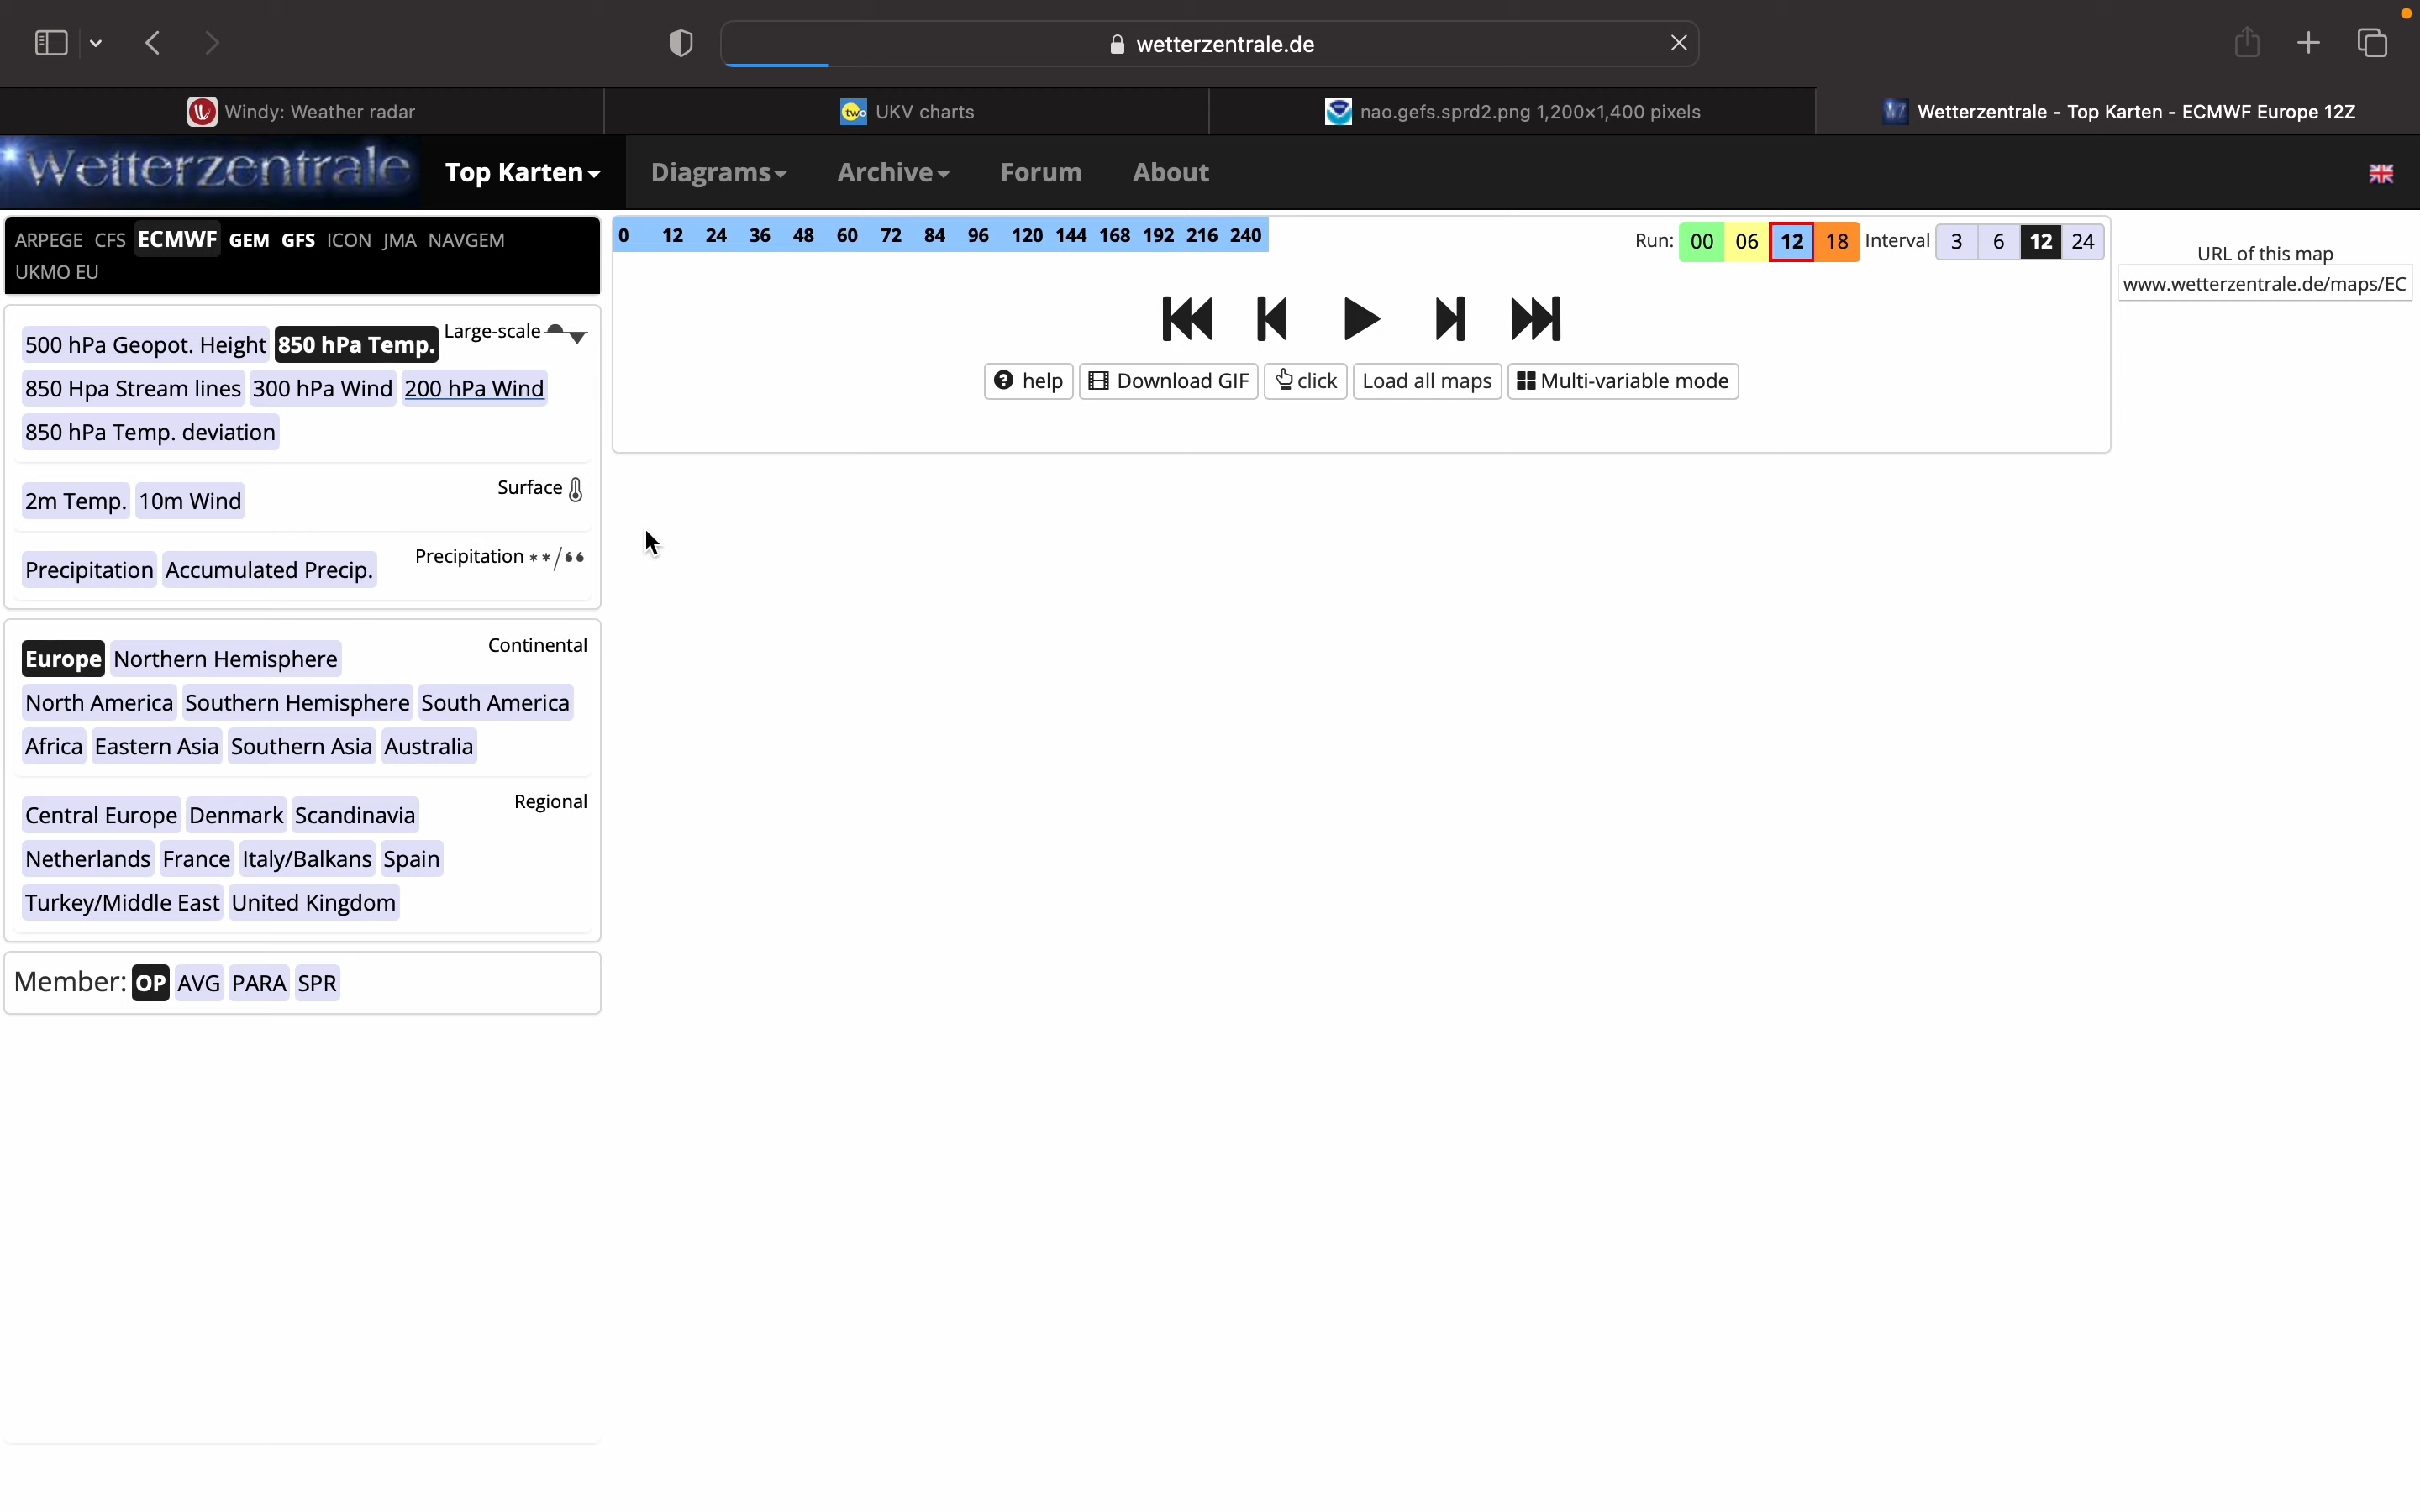 wetterzentrale.de
Windy: Weather radar
two UKV charts
nao.gefs.sprd2.png 1,200×1,400 pixels
WZ Wetterzentrale - Top Karten - ECMWF Europe 12Z
Wetterzentrale Top Karten Diagrams Archive Forum About
ARPEGE CFS ECMWF GEM GFS ICON JMA NAVGEM
UKMO EU
500 hPa Geopot. Height 850 hPa Temp. Large-scale
850 Hpa Stream lines 300 hPa Wind 200 hPa Wind
850 hPa Temp. deviation
Surface
2m Temp. 10m Wind
Precipitation **/
Precipitation Accumulated Precip.
Continental
Europe Northern Hemisphere
North America Southern Hemisphere South America
Africa Eastern Asia Southern Asia Australia
Regional
Central Europe Denmark Scandinavia
Netherlands France Italy/Balkans Spain
Turkey/Middle East United Kingdom
Member: OP AVG PARA SPR
0 12 24 36 48 60 72 84 96 120 144 168 192 216 240
Run: 00 06 12 18 Interval 3 6 12 24
? help Download GIF click Load all maps Multi-variable mode
URL of this map
www.wetterzentrale.de/maps/EC